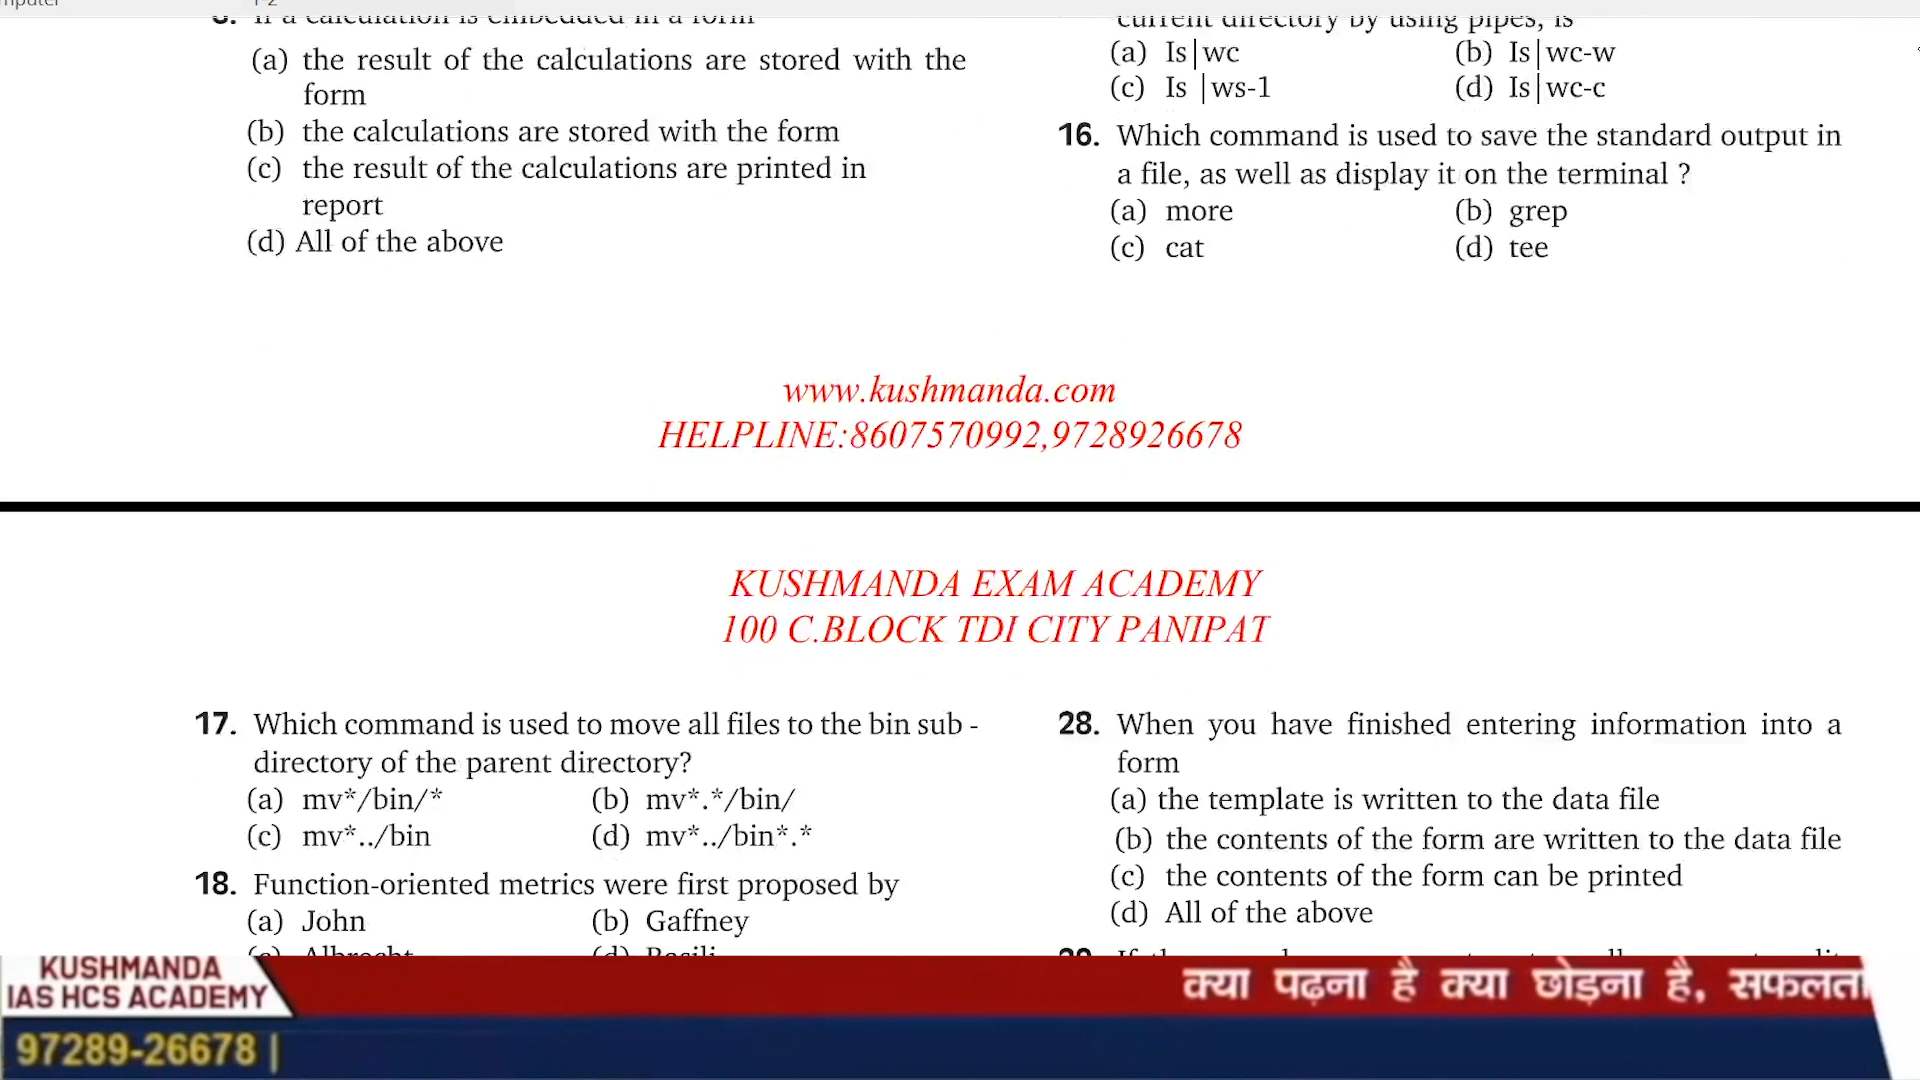 (a) the result of the calculations are stored with the
form
(b) the calculations are stored with the form
(c) the result of the calculations are printed in
report
(d) All of the above
current directory by using pipes, is
(a) Is|wc (b) Is|wc-w
(c) Is |ws-1 (d) Is|wc-c
16. Which command is used to save the standard output in
a file, as well as display it on the terminal ?
(a) more (b) grep
(c) cat (d) tee
www.kushmanda.com
HELPLINE:8607570992,9728926678
KUSHMANDA EXAM ACADEMY
100 C.BLOCK TDI CITY PANIPAT
17. Which command is used to move all files to the bin sub -
directory of the parent directory?
(a) mv*/bin/* (b) mv*.*/bin/
(c) mv*../bin (d) mv*../bin*.*
18. Function-oriented metrics were first proposed by
(a) John (b) Gaffney
28. When you have finished entering information into a
form
(a) the template is written to the data file
(b) the contents of the form are written to the data file
(c) the contents of the form can be printed
(d) All of the above
KUSHMANDA
IAS HCS ACADEMY
क्या पढ़ना है क्या छोड़ना है, सफलता
97289-26678 |